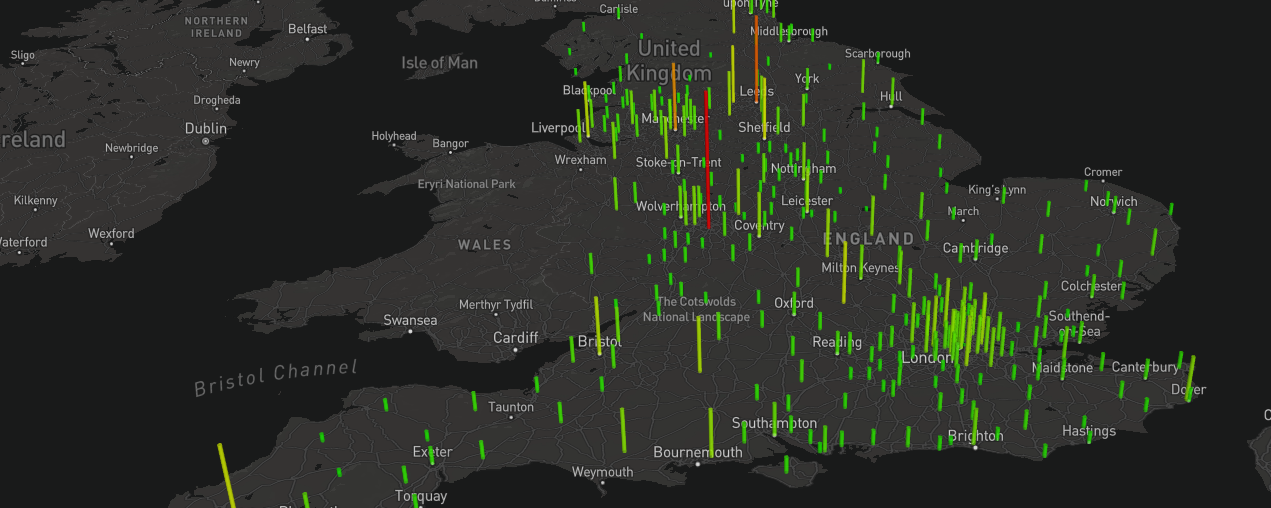 Carlisle
upon Tyne
NORTHERN
IRELAND
Belfast
Middlesbrough
Sligo
Newry
Isle of Man
United
Kingdom
Scarborough
York
Leeds
Blackpool
Hull
Drogheda
Dublin
Manchester
Liverpool
Sheffield
Holyhead
Bangor
Newbridge
Wrexham
Stoke-on-Trent
Nottingham
Eryri National Park
Cromer
King's Lynn
Kilkenny
Wolverhampton
Leicester
Norwich
March
Wexford
Coventry
WALES
ENGLAND
Cambridge
Milton Keynes
Colchester
Merthyr Tydfil
The Cotswolds
National Landscape
Oxford
Swansea
Southend-
on-Sea
Cardiff
Bristol
Reading
London
Bristol Channel
Maidstone
Canterbury
Dover
Taunton
Southampton
Hastings
Brighton
Exeter
Bournemouth
Weymouth
Torquay